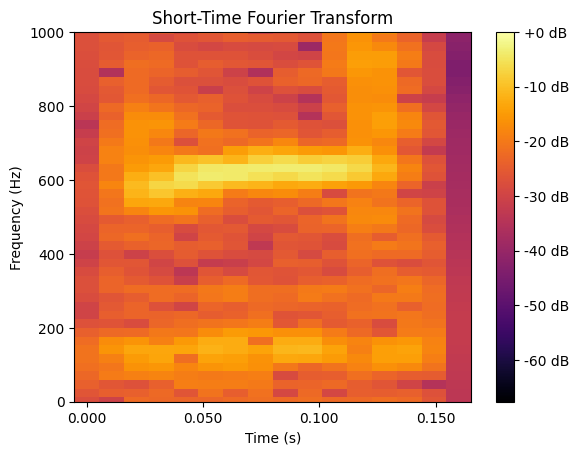 Short-Time Fourier Transform
1000
800
600
400
200
0
Frequency (Hz)
0.000
0.050
0.100
0.150
Time (s)
+0 dB
-10 dB
-20 dB
-30 dB
-40 dB
-50 dB
-60 dB